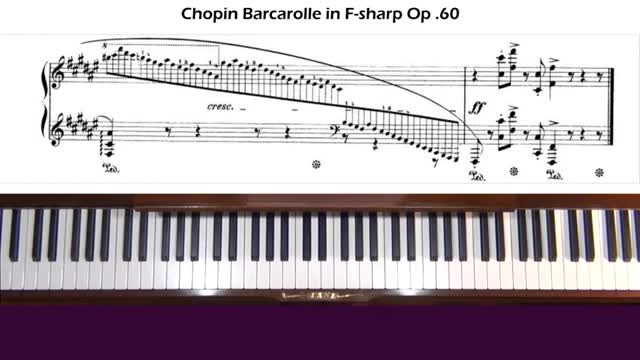 Chopin Barcarolle in F-sharp Op .60
8
cresc.
ff
Ped.
Ped.
Ped.